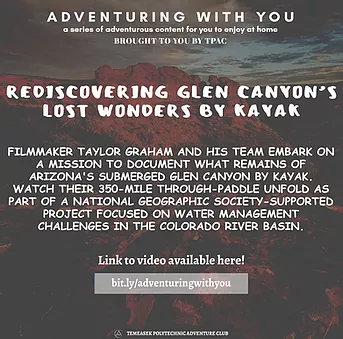 ADVENTURING WITH YOU
a series of adventurous content for you to enjoy at home
BROUGHT TO YOU BY TPAC
REDISCOVERING GLEN CANYON'S
LOST WONDERS BY KAYAK
FILMMAKER TAYLOR GRAHAM AND HIS TEAM EMBARK ON
A MISSION TO DOCUMENT WHAT REMAINS OF
ARIZONA'S SUBMERGED GLEN CANYON BY KAYAK.
WATCH THEIR 350-MILE THROUGH-PADDLE UNFOLD AS
PART OF A NATIONAL GEOGRAPHIC SOCIETY-SUPPORTED
PROJECT FOCUSED ON WATER MANAGEMENT
CHALLENGES IN THE COLORADO RIVER BASIN.
Link to video available here!
bit.ly/adventuringwithyou
TEMEASEK POLYTECHNIC ADVENTURE CLUB